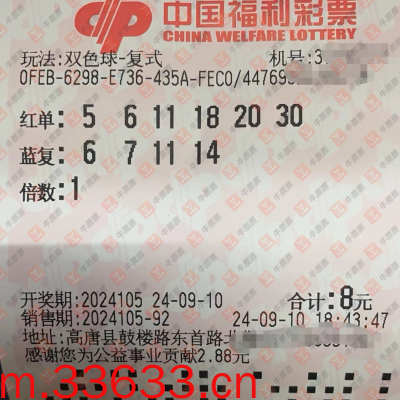 中国福利彩票
CHINA WELFARE LOTTERY
玩法:双色球-复式 机号:3
0FEB-6298-E736-435A-FEC0/44769
红单: 5 6 11 18 20 30
蓝复: 6 7 11 14
倍数:1
开奖期:2024105 24-09-10 合计:8元
销售期:2024105-92 24-09-10 18:43:47
地址:高唐县鼓楼路东首路北
感谢您为公益事业贡献2.88元
m.33633.cn